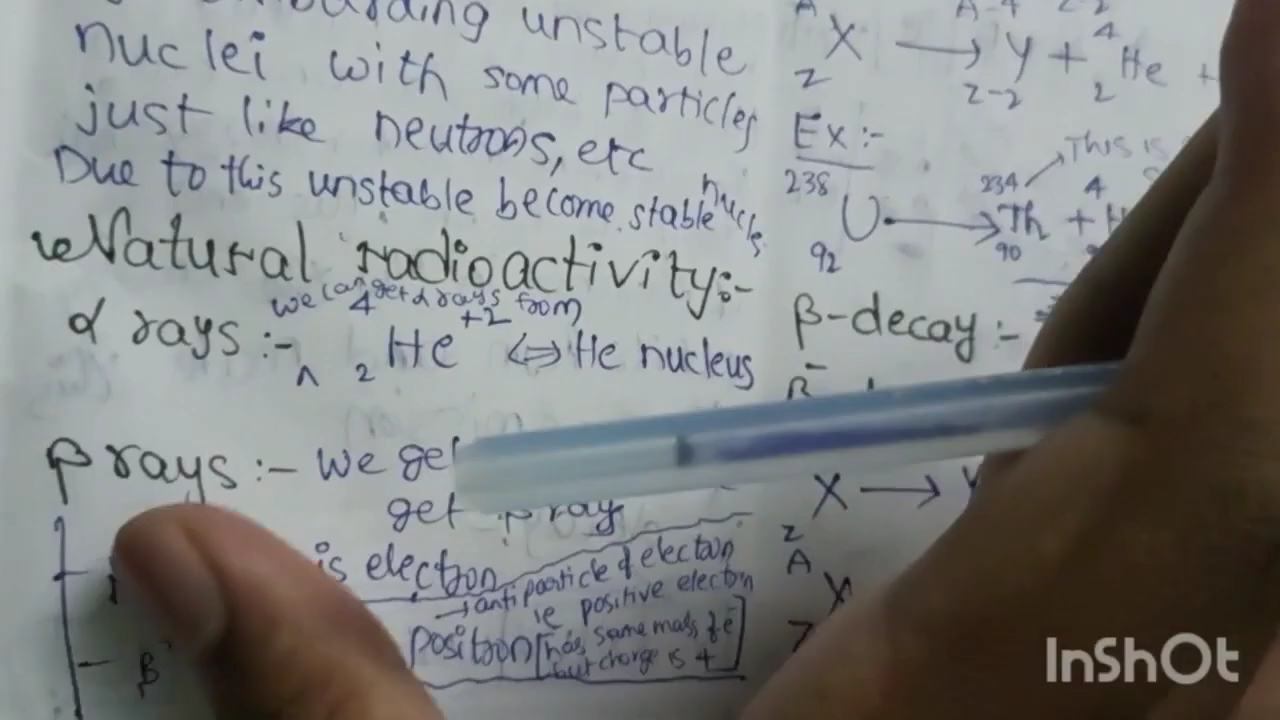 unstable
nuclei with some particles
just like neutrons, etc
Due to this unstable become stable nuclei
Natural radioactivity:-
we can get α rays from
α rays :- 4 2 He +2 ⇔ He nucleus
β rays :- we get
get β ray
is electron
→ anti particle of electron
ie positive electron
positron [has same mass of e-
but charge is +]
β
A X Z → A-4 Y Z-2 + 4 He 2 +
Ex:-
This is
238 U 92 → 234 Th 90 + 4
β-decay :-
X →
Z
A
X
InShOt